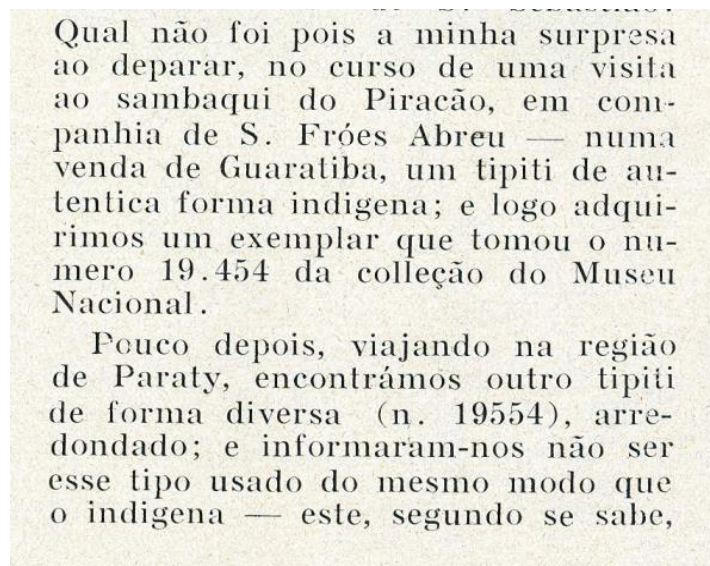 Qual não foi pois a minha surpresa
ao deparar, no curso de uma visita
ao sambaqui do Piracão, em com-
panhia de S. Fróes Abreu — numa
venda de Guaratiba, um tipiti de au-
tentica forma indigena; e logo adqui-
rimos um exemplar que tomou o nu-
mero 19.454 da colleção do Museu
Nacional.
Pouco depois, viajando na região
de Paraty, encontrámos outro tipiti
de forma diversa (n. 19554), arre-
dondado; e informaram-nos não ser
esse tipo usado do mesmo modo que
o indigena — este, segundo se sabe,